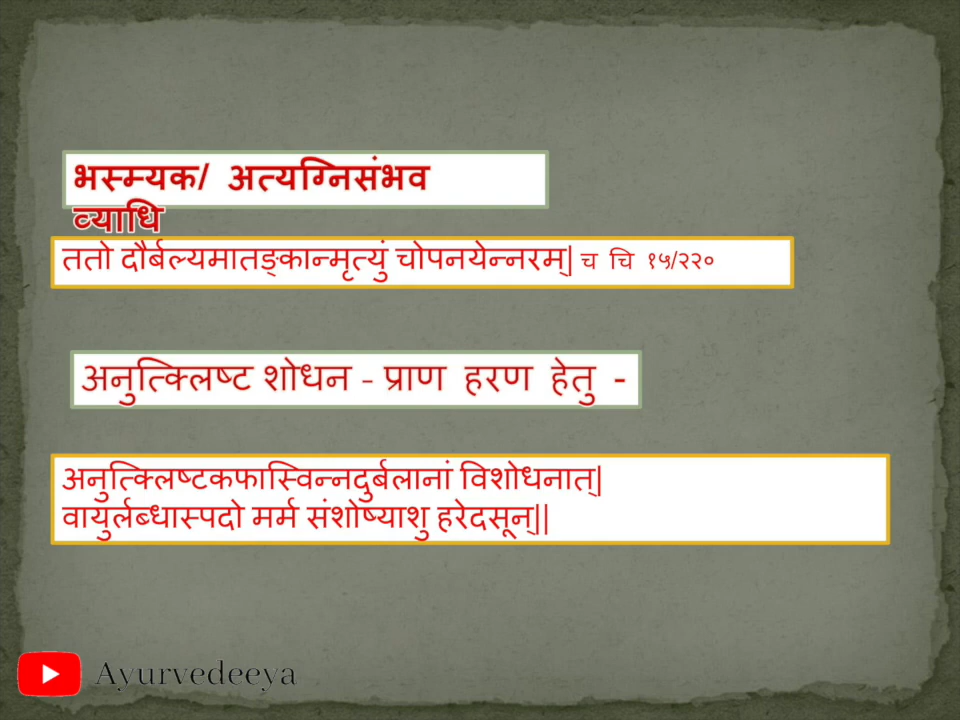 भस्म्यक/ अत्यग्निसंभव
व्याधि
ततो दौर्बल्यमातङ्कान्मृत्युं चोपनयेन्नरम्| च चि १५/२२०
अनुत्क्लिष्ट शोधन - प्राण हरण हेतु -
अनुत्क्लिष्टकफास्विन्नदुर्बलानां विशोधनात्|
वायुर्लब्धास्पदो मर्म संशोष्याशु हरेदसून्||
Ayurvedeeya